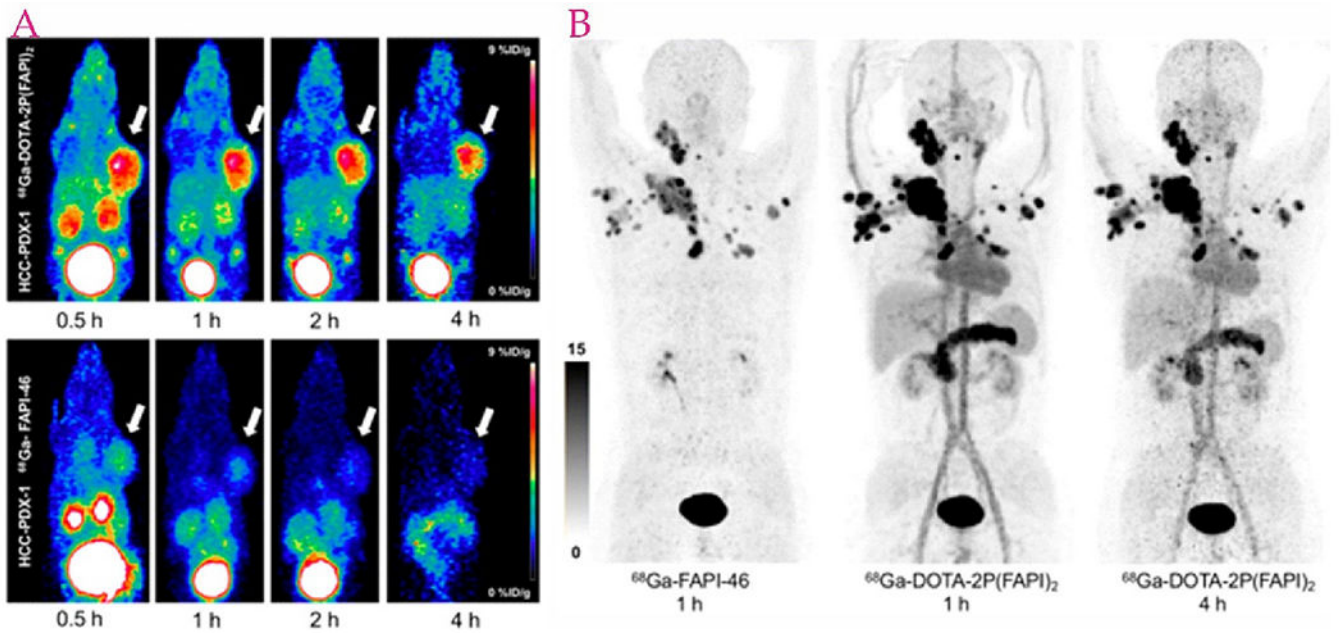 A
HCC-PDX-1 ⁶⁸Ga-DOTA-2P(FAPI)₂
9 %ID/g
0 %ID/g
0.5 h 1 h 2 h 4 h
HCC-PDX-1 ⁶⁸Ga- FAPI-46
9 %ID/g
0 %ID/g
0.5 h 1 h 2 h 4 h
B
15
0
⁶⁸Ga-FAPI-46
1 h
⁶⁸Ga-DOTA-2P(FAPI)₂
1 h
⁶⁸Ga-DOTA-2P(FAPI)₂
4 h